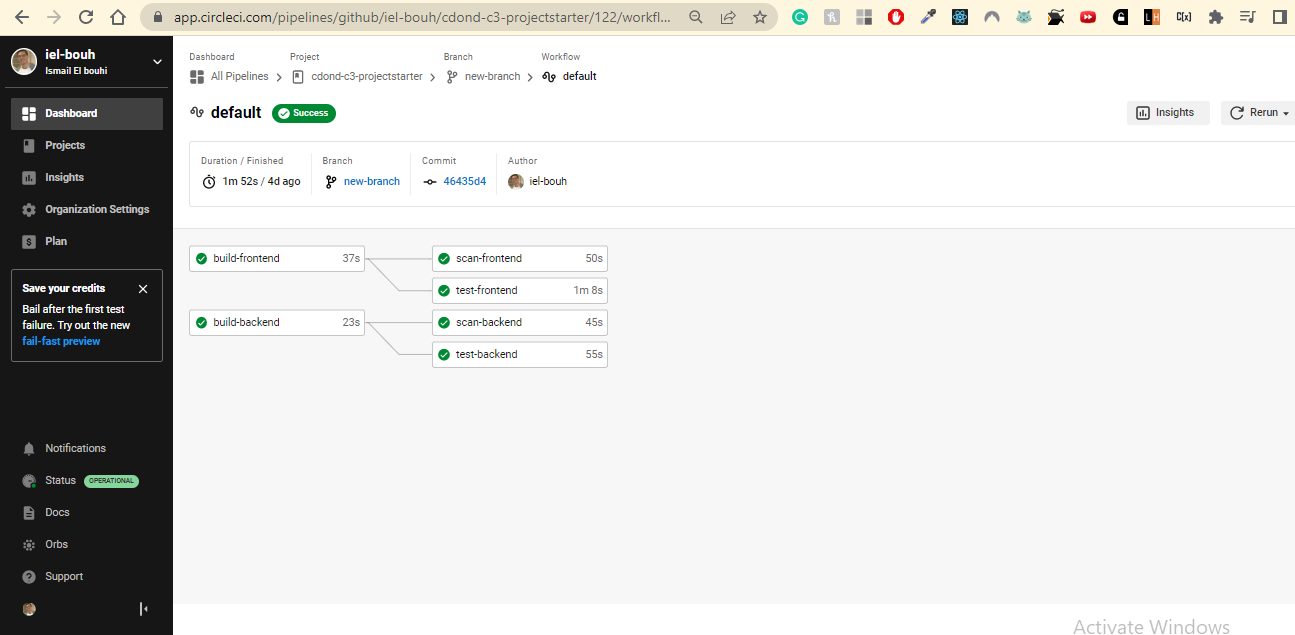 app.circleci.com/pipelines/github/iel-bouh/cdond-c3-projectstarter/122/workfl...
iel-bouh
Ismail El bouhi
Dashboard
Projects
Insights
Organization Settings
Plan
Save your credits
Bail after the first test
failure. Try out the new
fail-fast preview
Notifications
Status OPERATIONAL
Docs
Orbs
Support
Dashboard Project Branch Workflow
All Pipelines cdond-c3-projectstarter new-branch default
default Success
Insights Rerun
Duration / Finished Branch Commit Author
1m 52s / 4d ago new-branch 46435d4 iel-bouh
build-frontend 37s scan-frontend 50s
test-frontend 1m 8s
build-backend 23s scan-backend 45s
test-backend 55s
Activate Windows